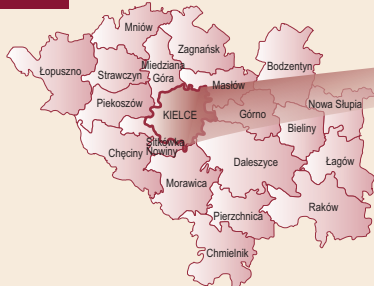 Mniów
Zagnańsk
Bodzentyn
Miedziana
Góra
Łopuszno
Strawczyn
Masłów
Piekoszów
Nowa Słupia
KIELCE
Górno
Bieliny
Sitkówka
Nowiny
Chęciny
Daleszyce
Łagów
Morawica
Raków
Pierzchnica
Chmielnik